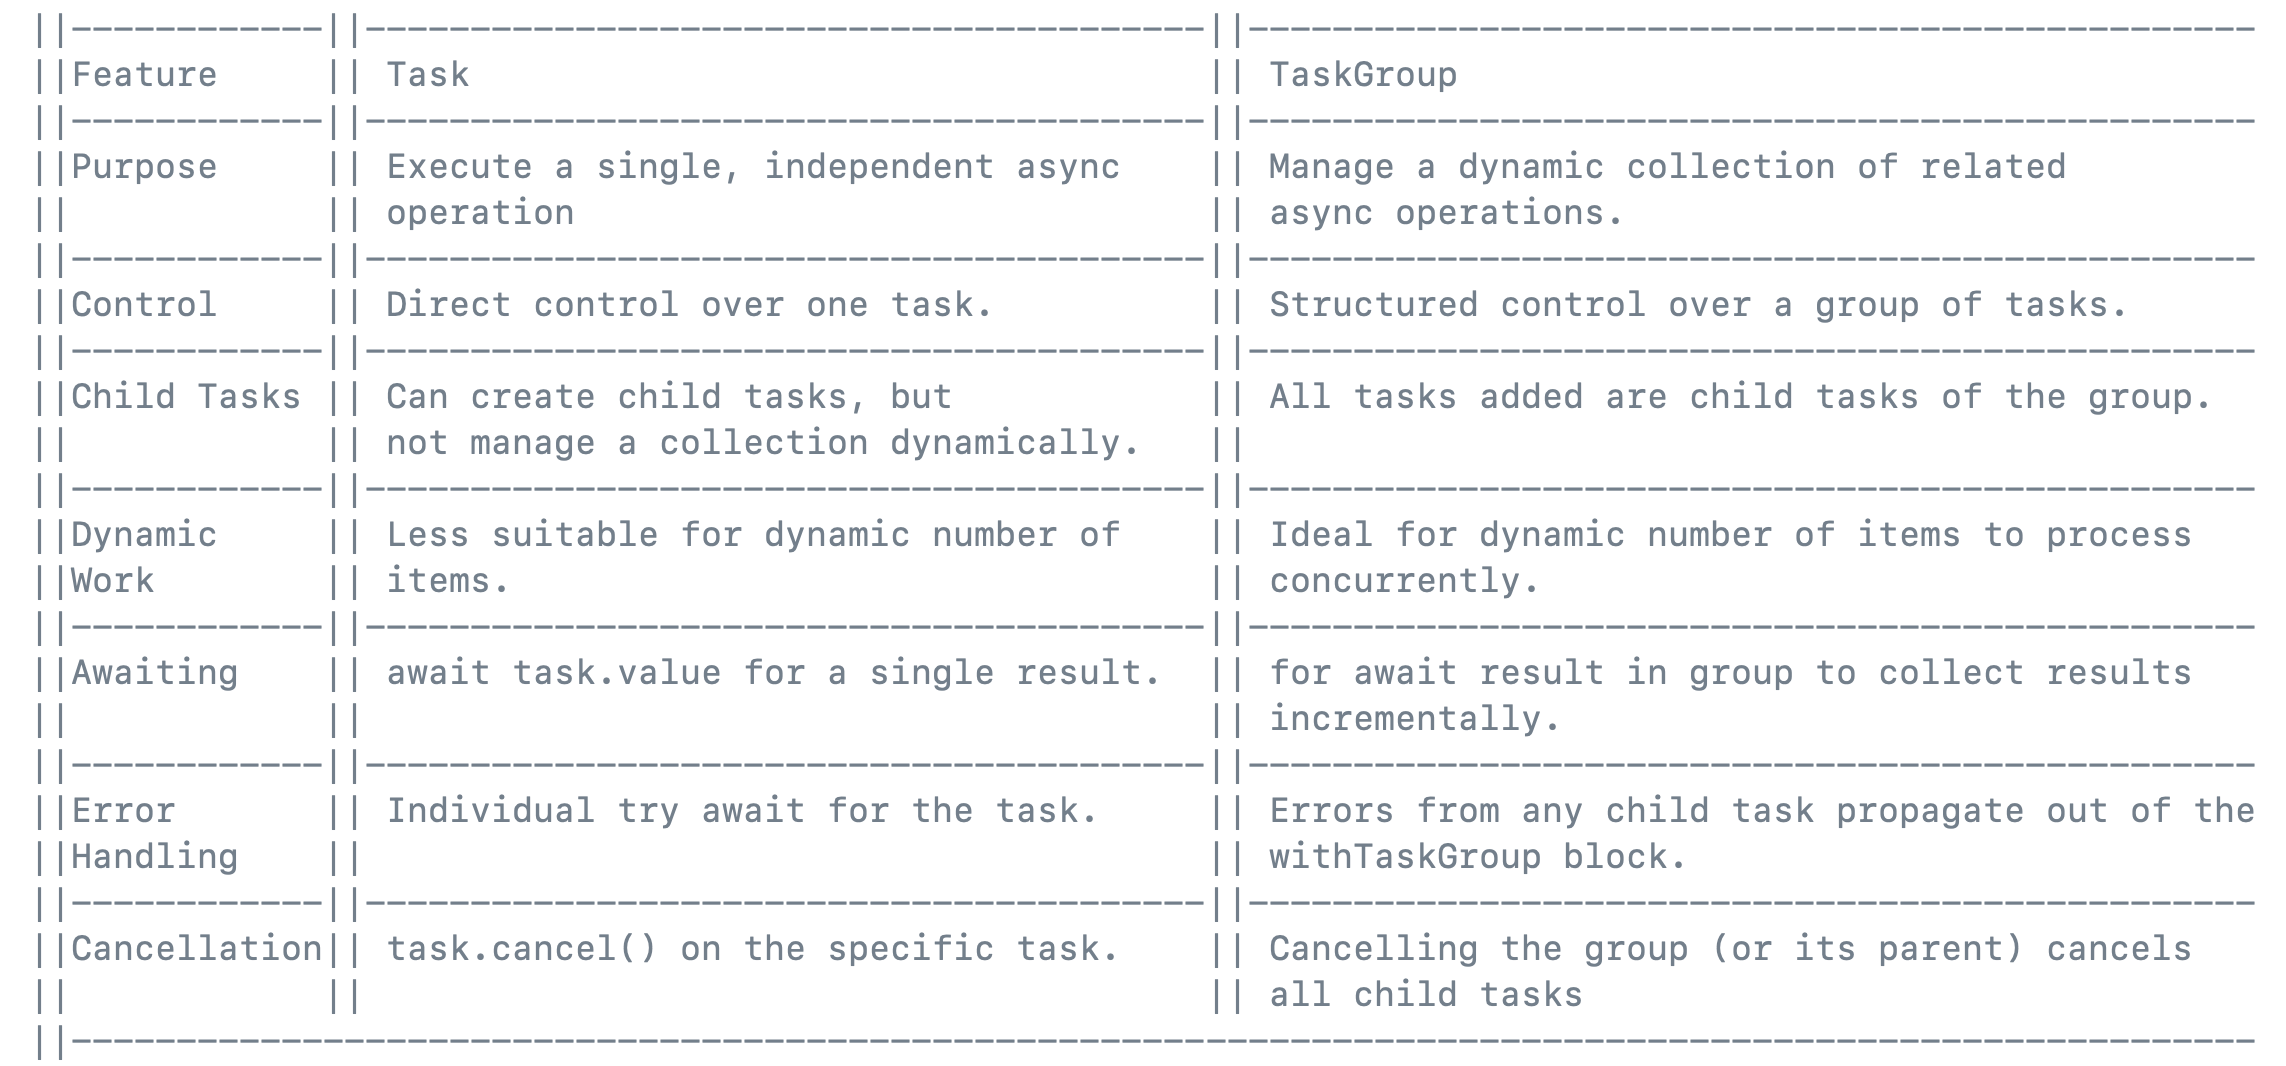 ||------------||----------------------------------------||------------------------------------------------
||Feature     || Task                                   || TaskGroup
||------------||----------------------------------------||------------------------------------------------
||Purpose     || Execute a single, independent async    || Manage a dynamic collection of related
||            || operation                              || async operations.
||------------||----------------------------------------||------------------------------------------------
||Control     || Direct control over one task.          || Structured control over a group of tasks.
||------------||----------------------------------------||------------------------------------------------
||Child Tasks || Can create child tasks, but            || All tasks added are child tasks of the group.
||            || not manage a collection dynamically.   ||
||------------||----------------------------------------||------------------------------------------------
||Dynamic     || Less suitable for dynamic number of    || Ideal for dynamic number of items to process
||Work        || items.                                 || concurrently.
||------------||----------------------------------------||------------------------------------------------
||Awaiting    || await task.value for a single result.  || for await result in group to collect results
||            ||                                        || incrementally.
||------------||----------------------------------------||------------------------------------------------
||Error       || Individual try await for the task.     || Errors from any child task propagate out of the
||Handling    ||                                        || withTaskGroup block.
||------------||----------------------------------------||------------------------------------------------
||Cancellation|| task.cancel() on the specific task.    || Cancelling the group (or its parent) cancels
||            ||                                        || all child tasks
||--------------------------------------------------------------------------------------------------------